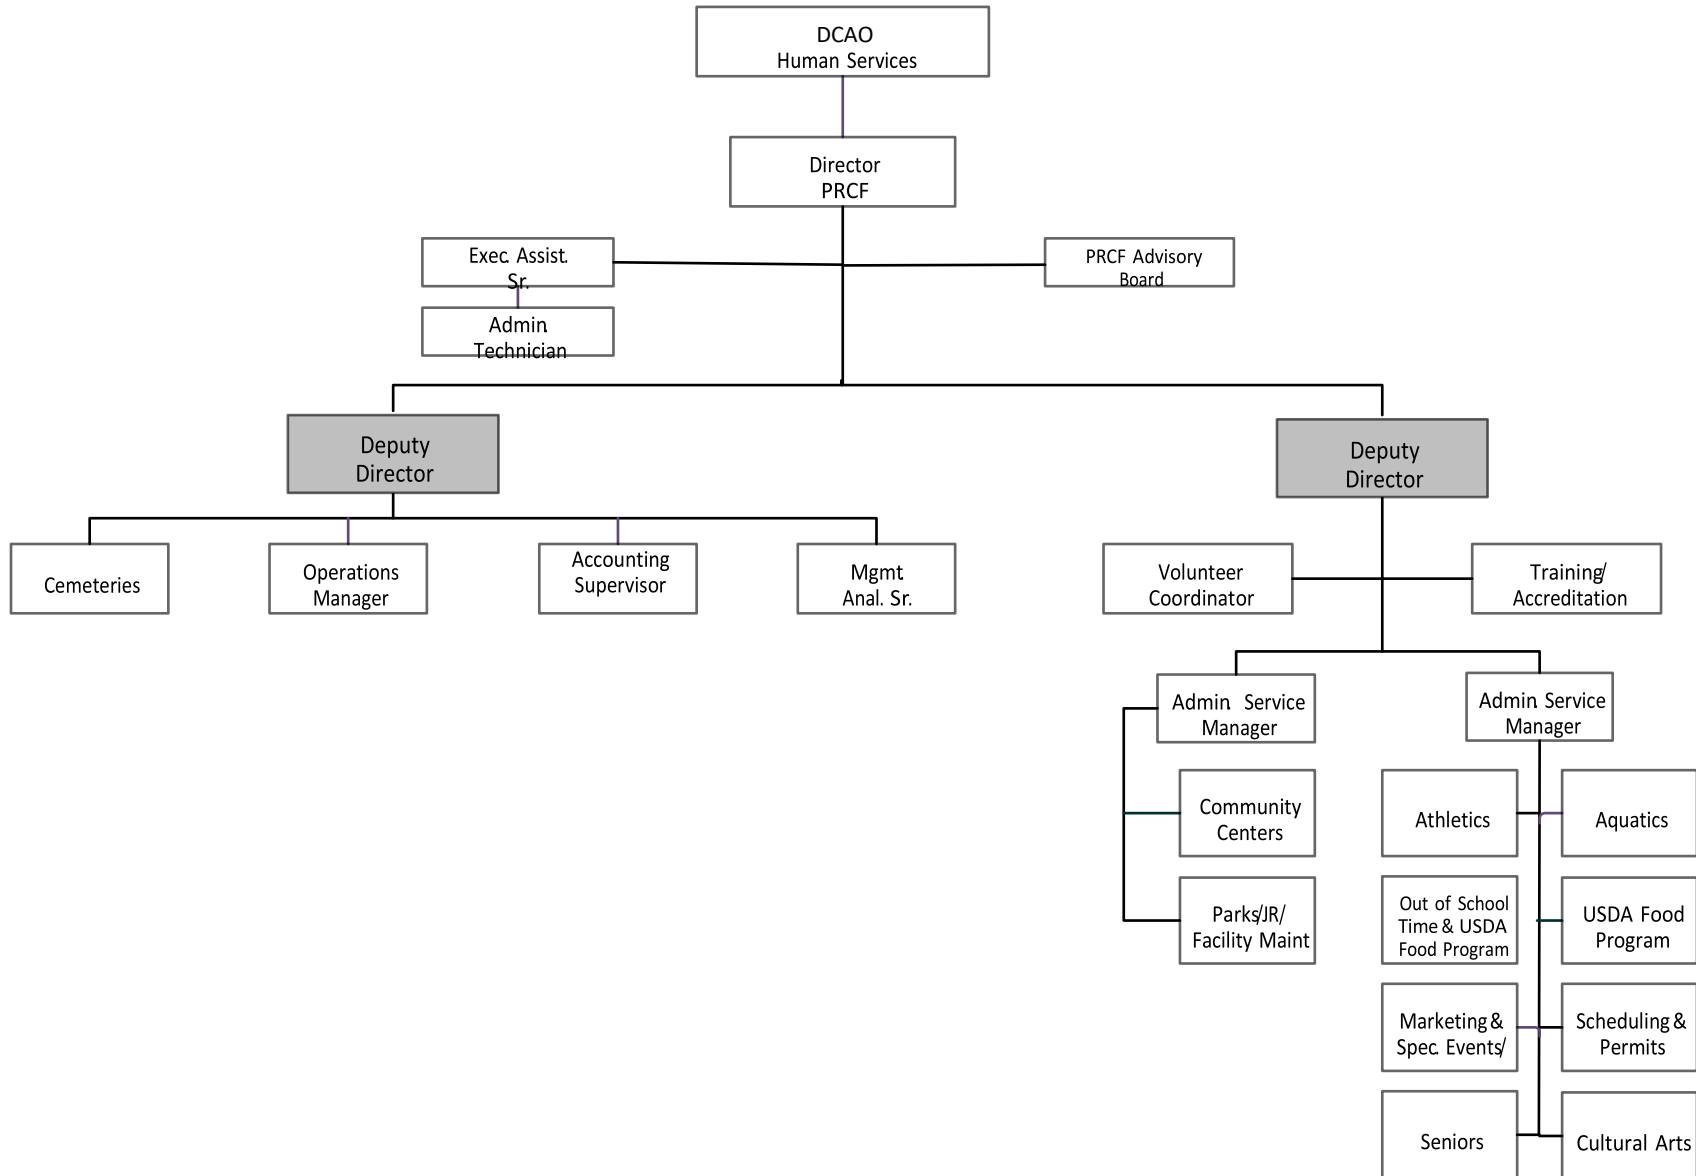 DCAO
Human Services
Director
PRCF
Exec. Assist.
Sr.
PRCF Advisory
Board
Admin.
Technician
Deputy
Director
Deputy
Director
Cemeteries
Operations
Manager
Accounting
Supervisor
Mgmt.
Anal. Sr.
Volunteer
Coordinator
Training/
Accreditation
Admin. Service
Manager
Admin. Service
Manager
Community
Centers
Parks/JR/
Facility Maint
Athletics
Aquatics
Out of School
Time & USDA
Food Program
USDA Food
Program
Marketing &
Spec. Events/
Scheduling &
Permits
Seniors
Cultural Arts